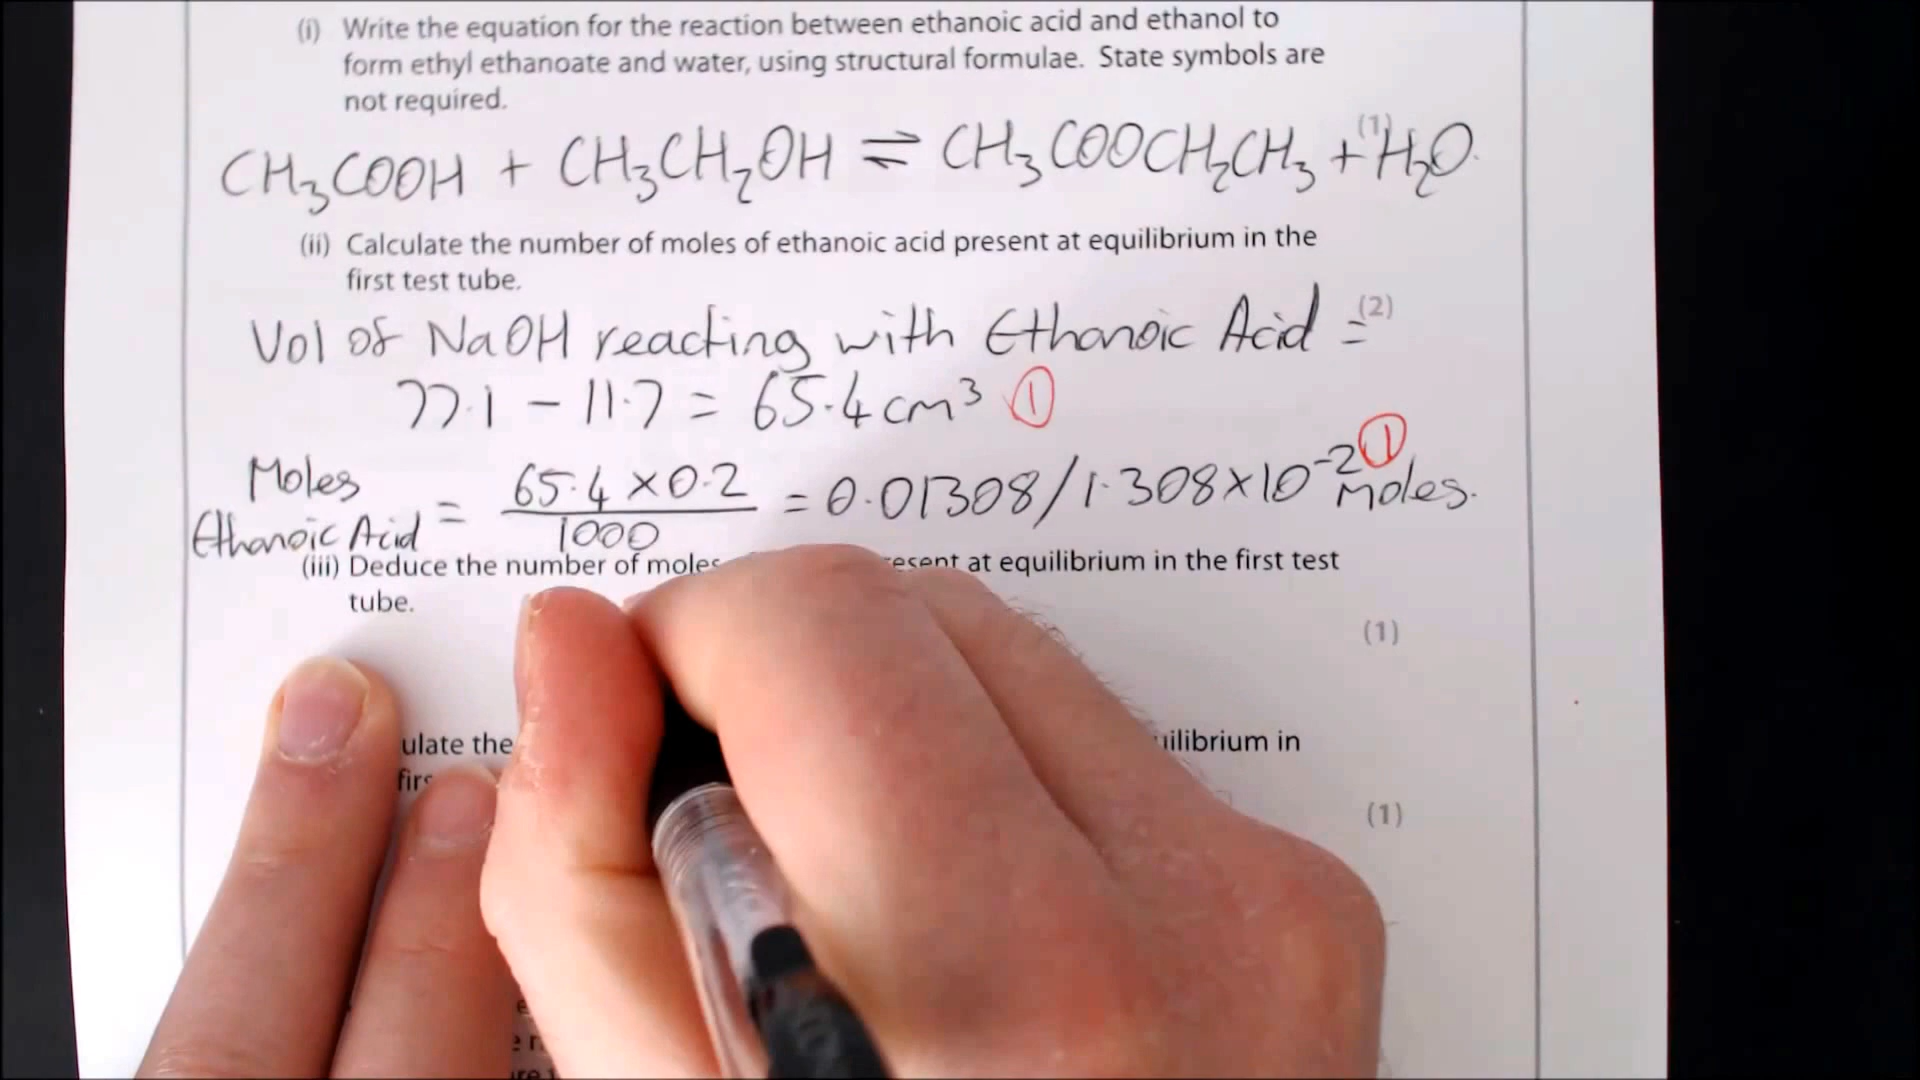 (i) Write the equation for the reaction between ethanoic acid and ethanol to
form ethyl ethanoate and water, using structural formulae. State symbols are
not required.
(1)
CH₃COOH + CH₃CH₂OH ⇌ CH₃COOCH₂CH₃ + H₂O
(ii) Calculate the number of moles of ethanoic acid present at equilibrium in the
first test tube.
(2)
Vol of NaOH reacting with Ethanoic Acid =
77.1 - 11.7 = 65.4 cm³ ①
Moles
Ethanoic Acid = 65.4 × 0.2 / 1000 = 0.01308 / 1.308 × 10⁻² moles. ①
(iii) Deduce the number of moles esent at equilibrium in the first test
tube.
(1)
ulate the uilibrium in
firs
(1)